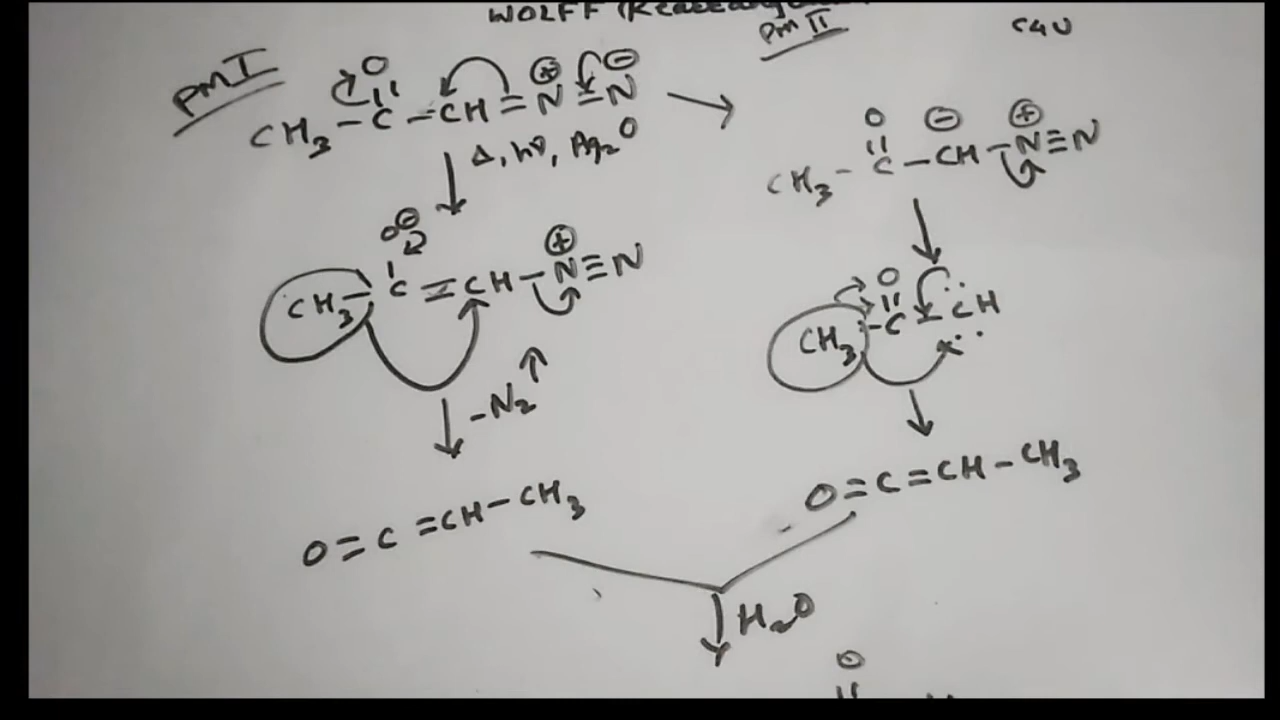 WOLFF (Rearrang
PM I
PM II
C4U
CH3 - C - CH = N = N
O ⊕ ⊖
Δ, hν, Ag2O
O ⊖ ⊕
CH3 - C - CH - N ≡ N
O ⊖ ⊕
CH3 - C = CH - N ≡ N
O
CH3 - C - CH
- N2
O = C = CH - CH3
O = C = CH - CH3
H2O
O